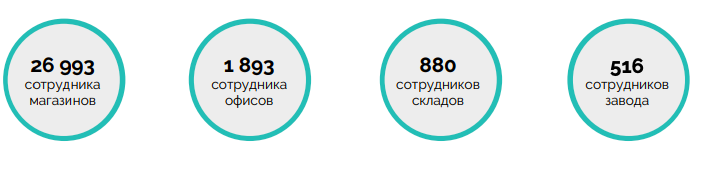 26 993
сотрудника
магазинов
1 893
сотрудника
офисов
880
сотрудников
складов
516
сотрудников
завода